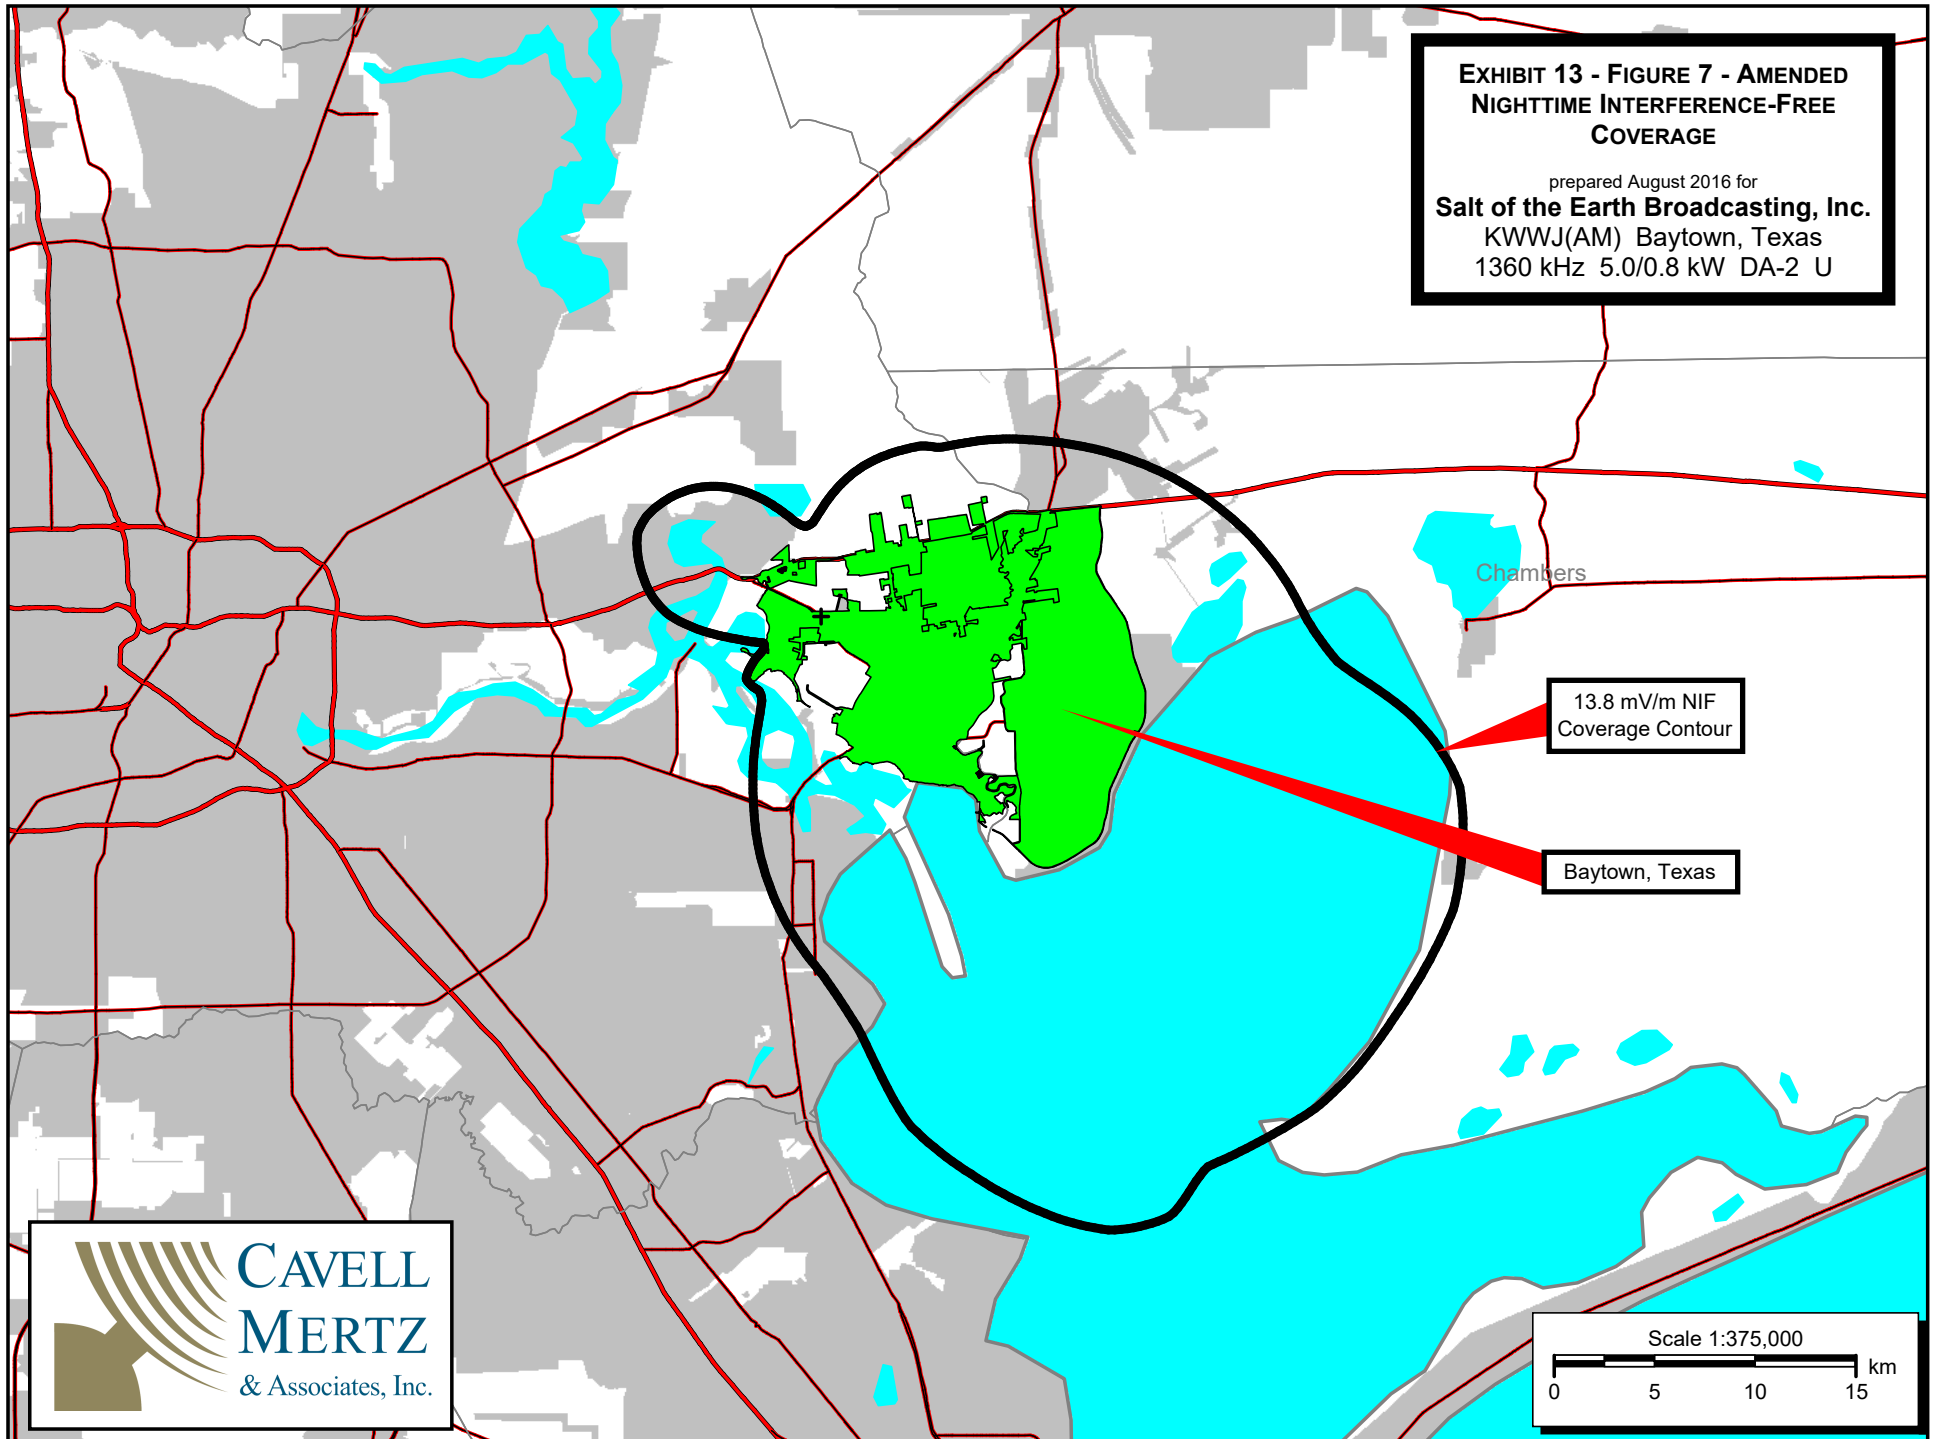 EXHIBIT 13 - FIGURE 7 - AMENDED
NIGHTTIME INTERFERENCE-FREE
COVERAGE
prepared August 2016 for
Salt of the Earth Broadcasting, Inc.
KWWJ(AM) Baytown, Texas
1360 kHz 5.0/0.8 kW DA-2 U
Chambers
13.8 mV/m NIF
Coverage Contour
Baytown, Texas
CAVELL
MERTZ
& Associates, Inc.
Scale 1:375,000
km
0 5 10 15